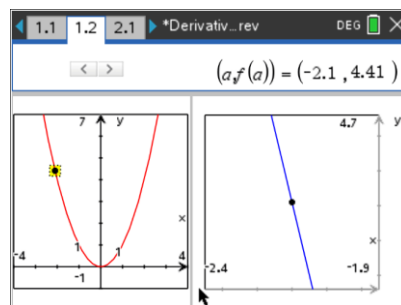 1.1 1.2 2.1 *Derivativ...rev DEG
(a,f(a)) = (-2.1 , 4.41 )
7 y
x
-4 1 1 4
-1
4.7 y
x
-2.4 -1.9